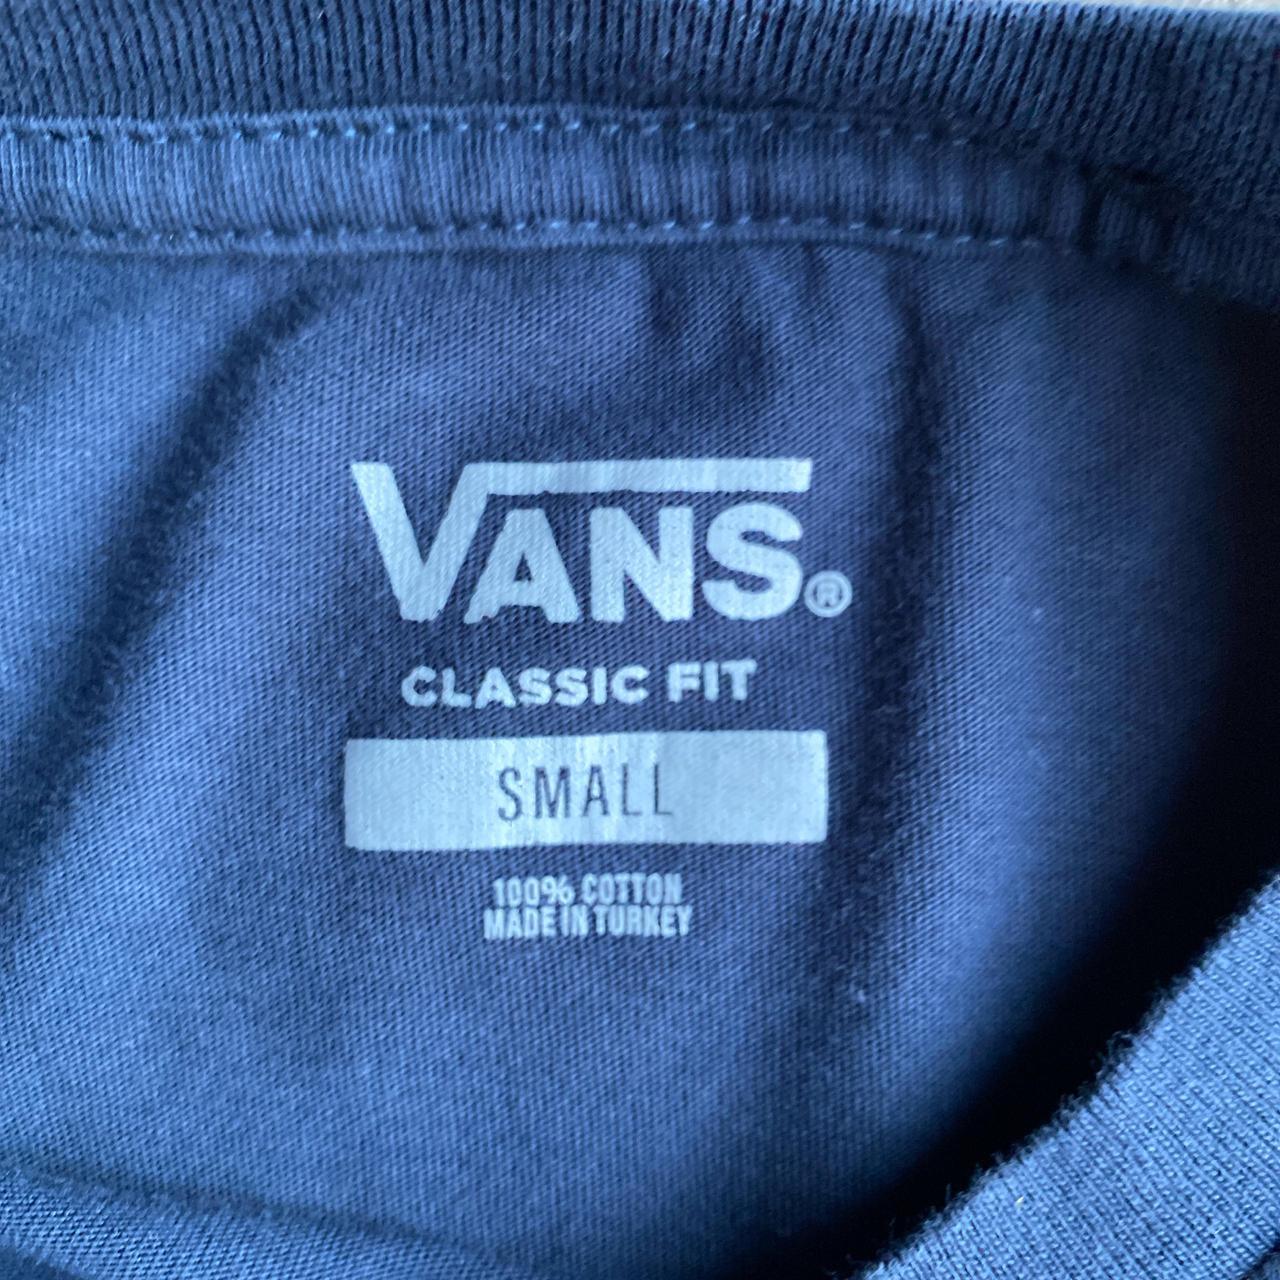 VANS®
CLASSIC FIT
SMALL
100% COTTON
MADE IN TURKEY